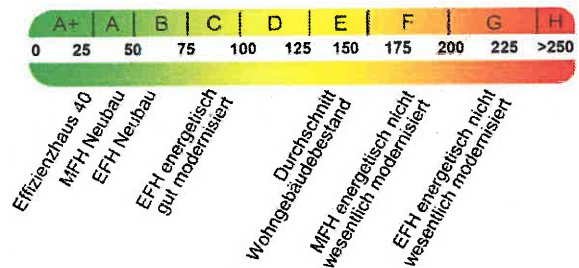 A+ A B C D E F G H
0 25 50 75 100 125 150 175 200 225 >250
Effizienzhaus 40
MFH Neubau
EFH Neubau
EFH energetisch
gut modernisiert
Durchschnitt
Wohngebäudebestand
MFH energetisch nicht
wesentlich modernisiert
EFH energetisch nicht
wesentlich modernisiert